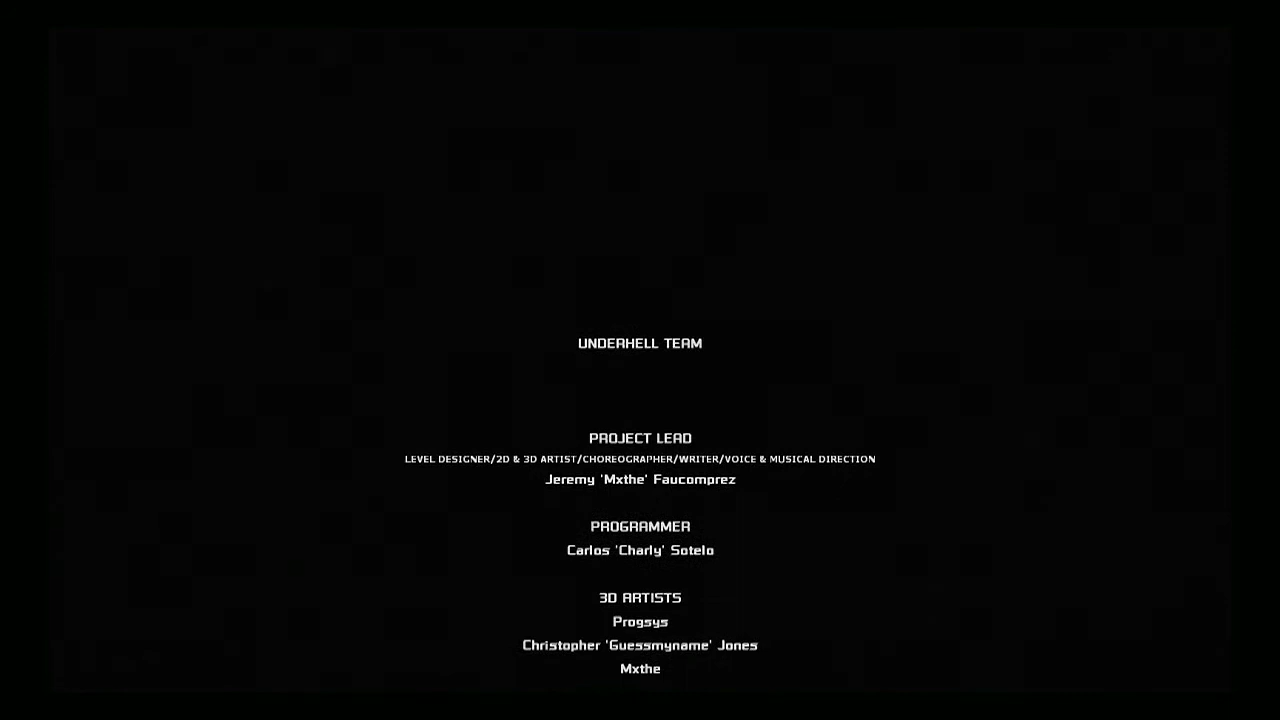 UNDERHELL TEAM
PROJECT LEAD
LEVEL DESIGNER/2D & 3D ARTIST/CHOREOGRAPHER/WRITER/VOICE & MUSICAL DIRECTION
Jeremy 'Mxthe' Faucomprez
PROGRAMMER
Carlos 'Charly' Sotelo
3D ARTISTS
Progsys
Christopher 'Guessmyname' Jones
Mxthe